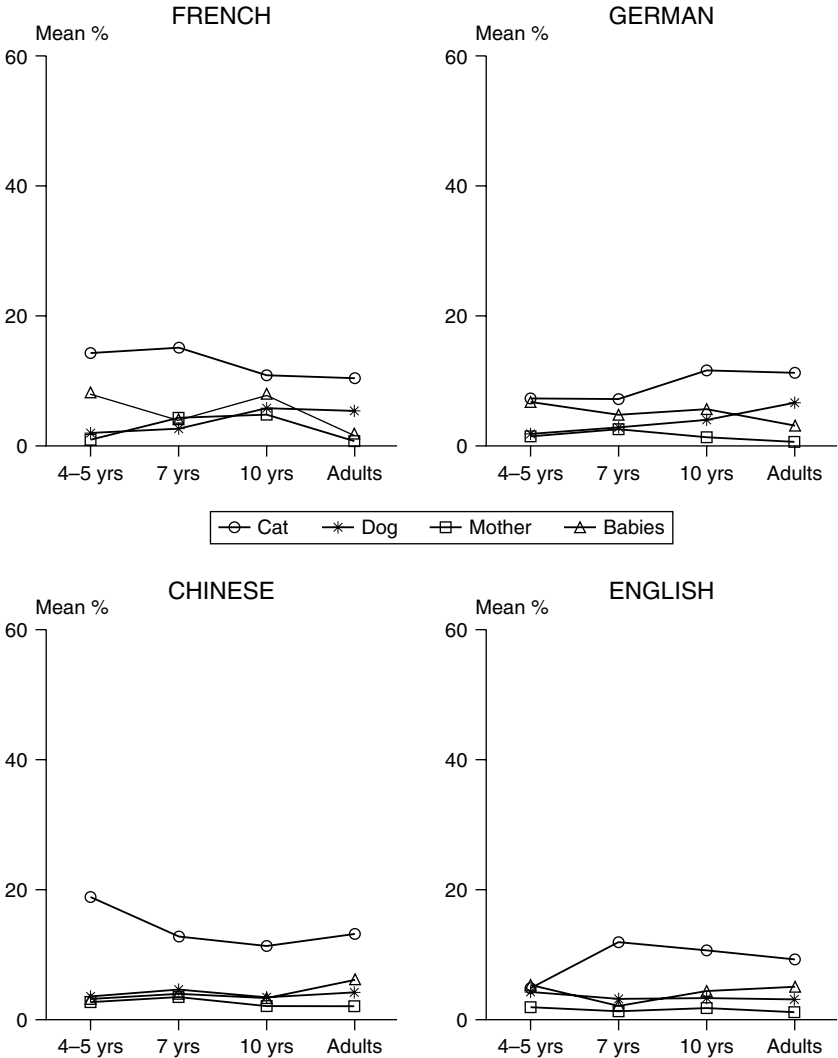 FRENCH
Mean %
60
40
20
0
4–5 yrs 7 yrs 10 yrs Adults
GERMAN
Mean %
60
40
20
0
4–5 yrs 7 yrs 10 yrs Adults
Cat Dog Mother Babies
CHINESE
Mean %
60
40
20
0
4–5 yrs 7 yrs 10 yrs Adults
ENGLISH
Mean %
60
40
20
0
4–5 yrs 7 yrs 10 yrs Adults